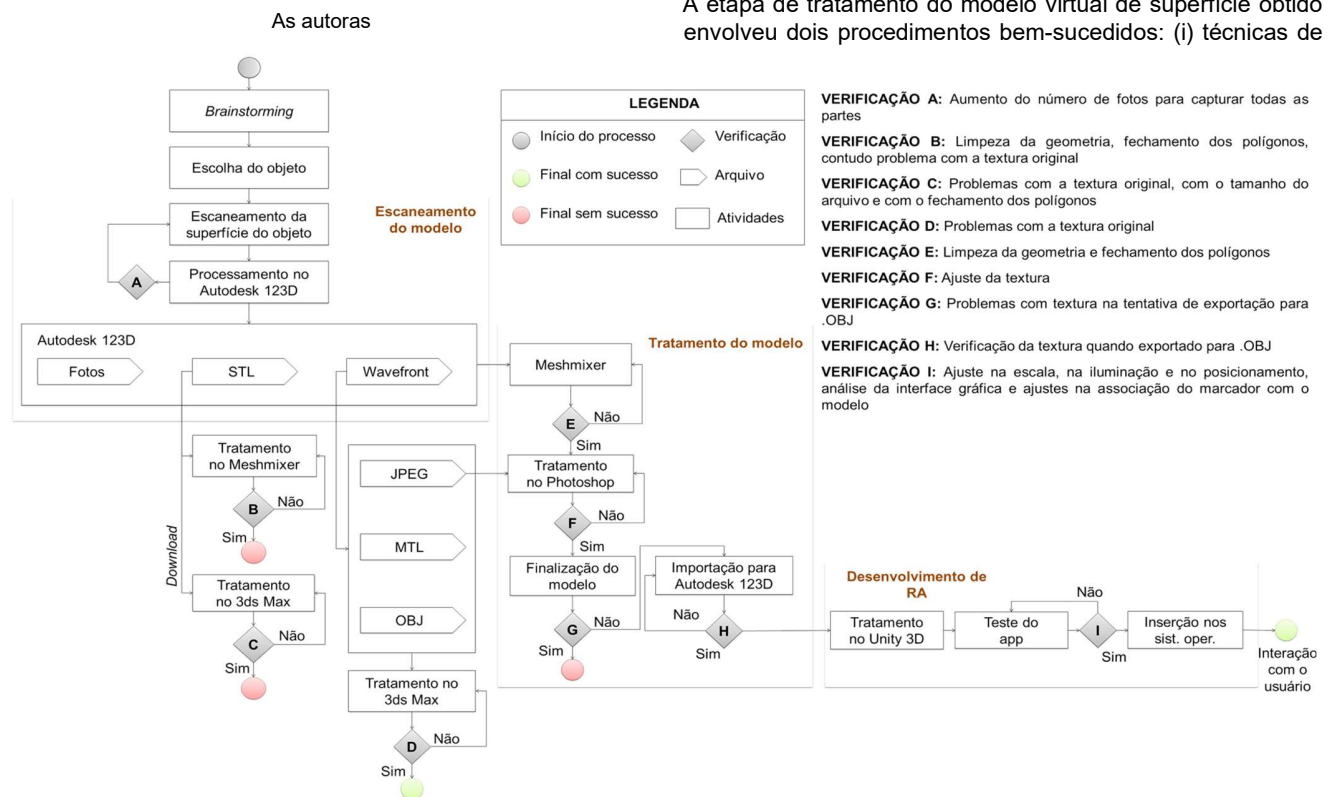 As autoras
A etapa de tratamento do modelo virtual de superfície obtido
envolveu dois procedimentos bem-sucedidos: (i) técnicas de
Brainstorming
Escolha do objeto
Escaneamento da
superfície do objeto
Escaneamento
do modelo
A
Processamento no
Autodesk 123D
Autodesk 123D
Fotos
STL
Wavefront
Download
Tratamento
no Meshmixer
B
Não
Sim
Tratamento
no 3ds Max
C
Não
Sim
JPEG
MTL
OBJ
Tratamento no
3ds Max
D
Não
Sim
LEGENDA
Início do processo
Verificação
Final com sucesso
Arquivo
Final sem sucesso
Atividades
Tratamento do modelo
Meshmixer
E
Não
Sim
Tratamento
no Photoshop
F
Não
Sim
Finalização do
modelo
G
Não
Sim
Importação para
Autodesk 123D
Não
H
Sim
VERIFICAÇÃO A: Aumento do número de fotos para capturar todas as
partes
VERIFICAÇÃO B: Limpeza da geometria, fechamento dos polígonos,
contudo problema com a textura original
VERIFICAÇÃO C: Problemas com a textura original, com o tamanho do
arquivo e com o fechamento dos polígonos
VERIFICAÇÃO D: Problemas com a textura original
VERIFICAÇÃO E: Limpeza da geometria e fechamento dos polígonos
VERIFICAÇÃO F: Ajuste da textura
VERIFICAÇÃO G: Problemas com textura na tentativa de exportação para
.OBJ
VERIFICAÇÃO H: Verificação da textura quando exportado para .OBJ
VERIFICAÇÃO I: Ajuste na escala, na iluminação e no posicionamento,
análise da interface gráfica e ajustes na associação do marcador com o
modelo
Desenvolvimento de
RA
Tratamento
no Unity 3D
Teste do
app
Não
I
Sim
Inserção nos
sist. oper.
Interação
com o
usuário